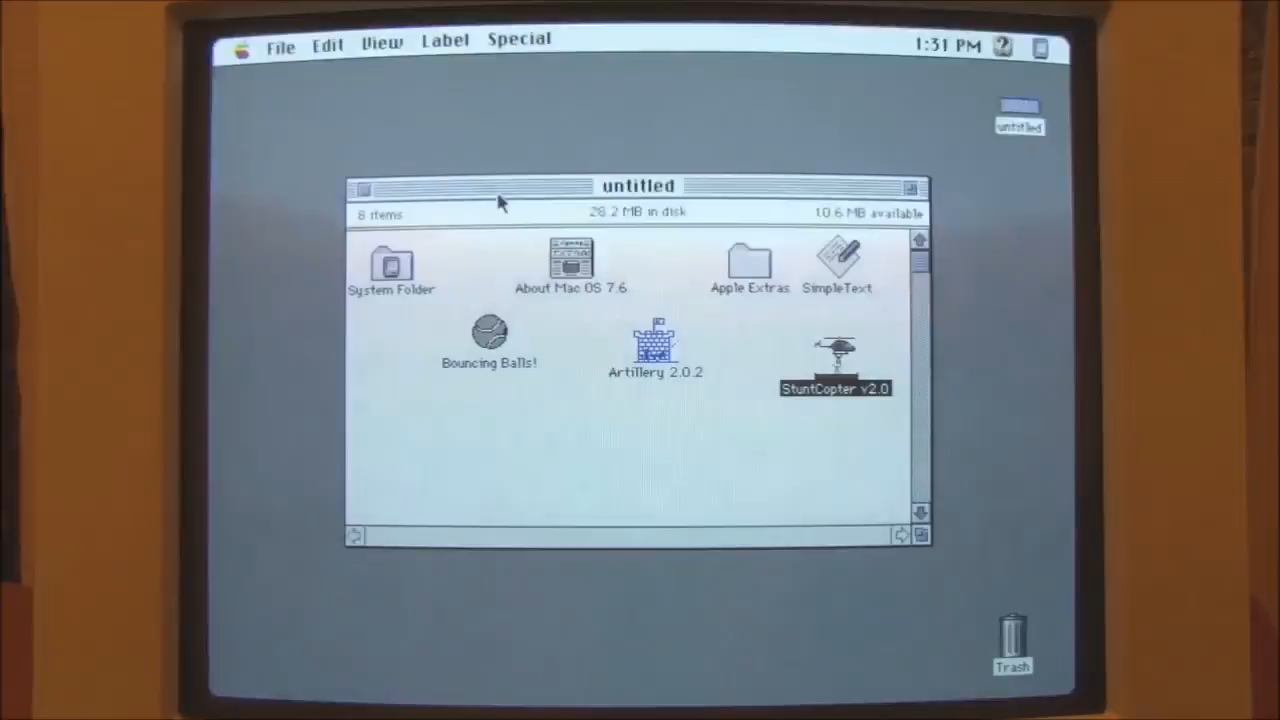 File Edit View Label Special 1:31 PM
untitled
untitled
8 items 28.2 MB in disk 10.6 MB available
System Folder About Mac OS 7.6 Apple Extras SimpleText
Bouncing Balls! Artillery 2.0.2 StuntCopter v2.0
Trash